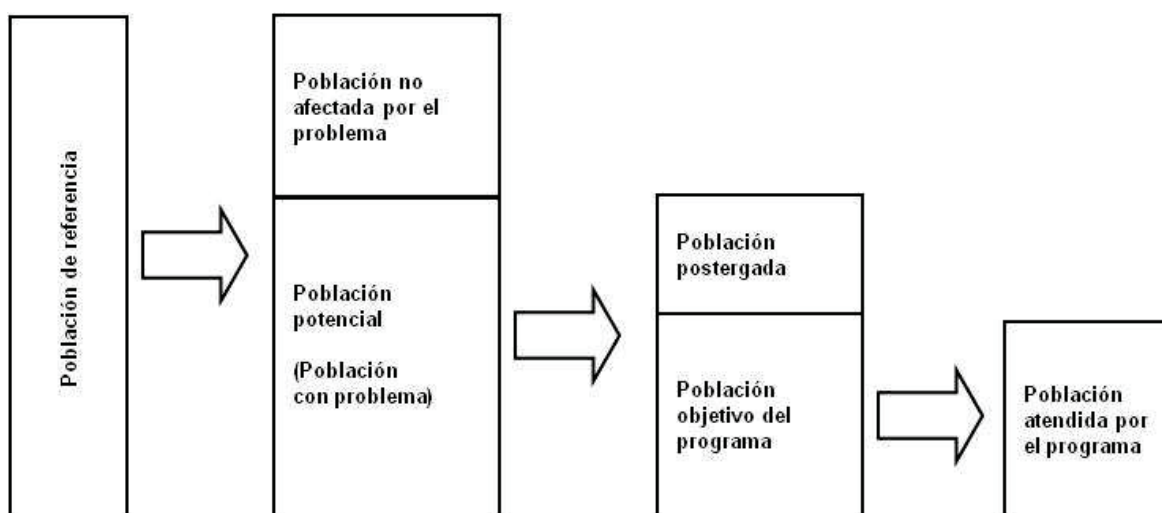 Población de referencia
Población no
afectada por el
problema
Población
potencial
(Población
con problema)
Población
postergada
Población
objetivo del
programa
Población
atendida por
el programa